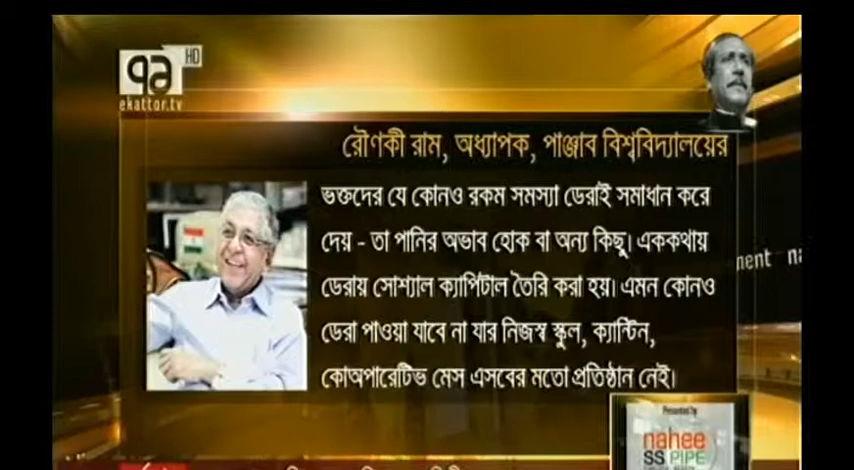 HD
৭১
ekattor.tv
রৌণকী রাম, অধ্যাপক, পাঞ্জাব বিশ্ববিদ্যালয়ের
ভক্তদের যে কোনও রকম সমস্যা ডেরাই সমাধান করে
দেয় - তা পানির অভাব হোক বা অন্য কিছু। এককথায়
ডেরায় সোশ্যাল ক্যাপিটাল তৈরি করা হয়। এমন কোনও
ডেরা পাওয়া যাবে না যার নিজস্ব স্কুল, ক্যান্টিন,
কোঅপারেটিভ মেস এসবের মতো প্রতিষ্ঠান নেই।
ment
Presented by
nahee
SS PIPE